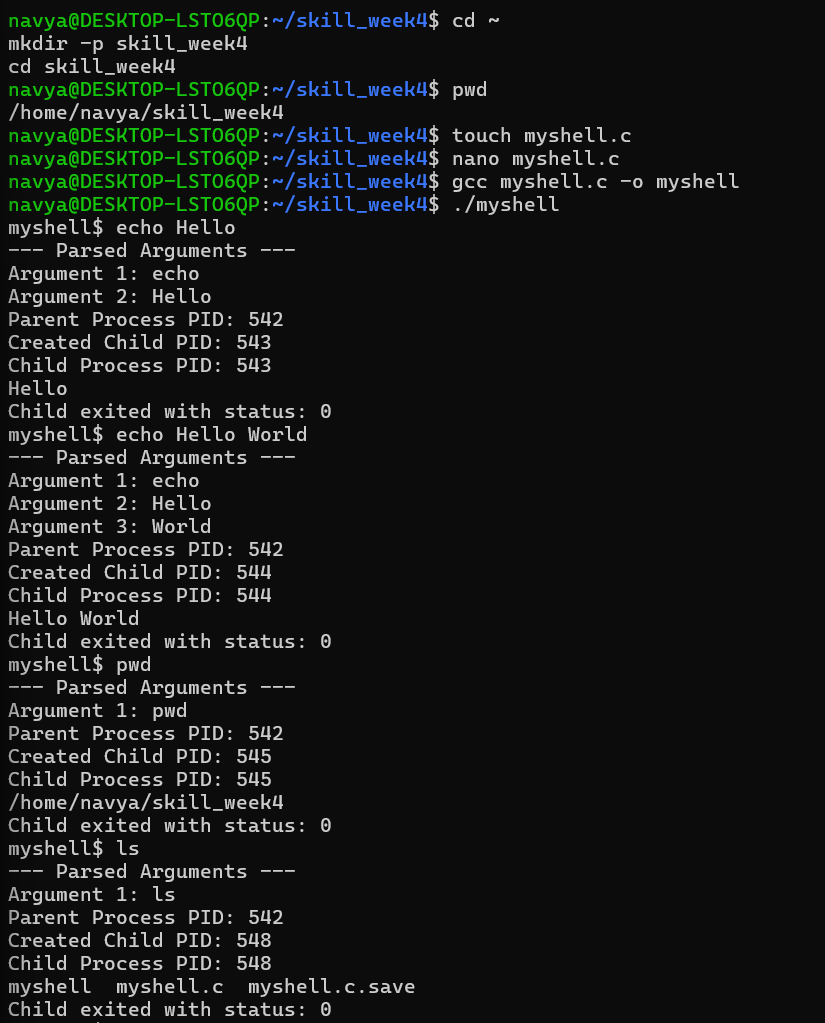 navya@DESKTOP-LSTO6QP:~/skill_week4$ cd ~
mkdir -p skill_week4
cd skill_week4
navya@DESKTOP-LSTO6QP:~/skill_week4$ pwd
/home/navya/skill_week4
navya@DESKTOP-LSTO6QP:~/skill_week4$ touch myshell.c
navya@DESKTOP-LSTO6QP:~/skill_week4$ nano myshell.c
navya@DESKTOP-LSTO6QP:~/skill_week4$ gcc myshell.c -o myshell
navya@DESKTOP-LSTO6QP:~/skill_week4$ ./myshell
myshell$ echo Hello
--- Parsed Arguments ---
Argument 1: echo
Argument 2: Hello
Parent Process PID: 542
Created Child PID: 543
Child Process PID: 543
Hello
Child exited with status: 0
myshell$ echo Hello World
--- Parsed Arguments ---
Argument 1: echo
Argument 2: Hello
Argument 3: World
Parent Process PID: 542
Created Child PID: 544
Child Process PID: 544
Hello World
Child exited with status: 0
myshell$ pwd
--- Parsed Arguments ---
Argument 1: pwd
Parent Process PID: 542
Created Child PID: 545
Child Process PID: 545
/home/navya/skill_week4
Child exited with status: 0
myshell$ ls
--- Parsed Arguments ---
Argument 1: ls
Parent Process PID: 542
Created Child PID: 548
Child Process PID: 548
myshell  myshell.c  myshell.c.save
Child exited with status: 0